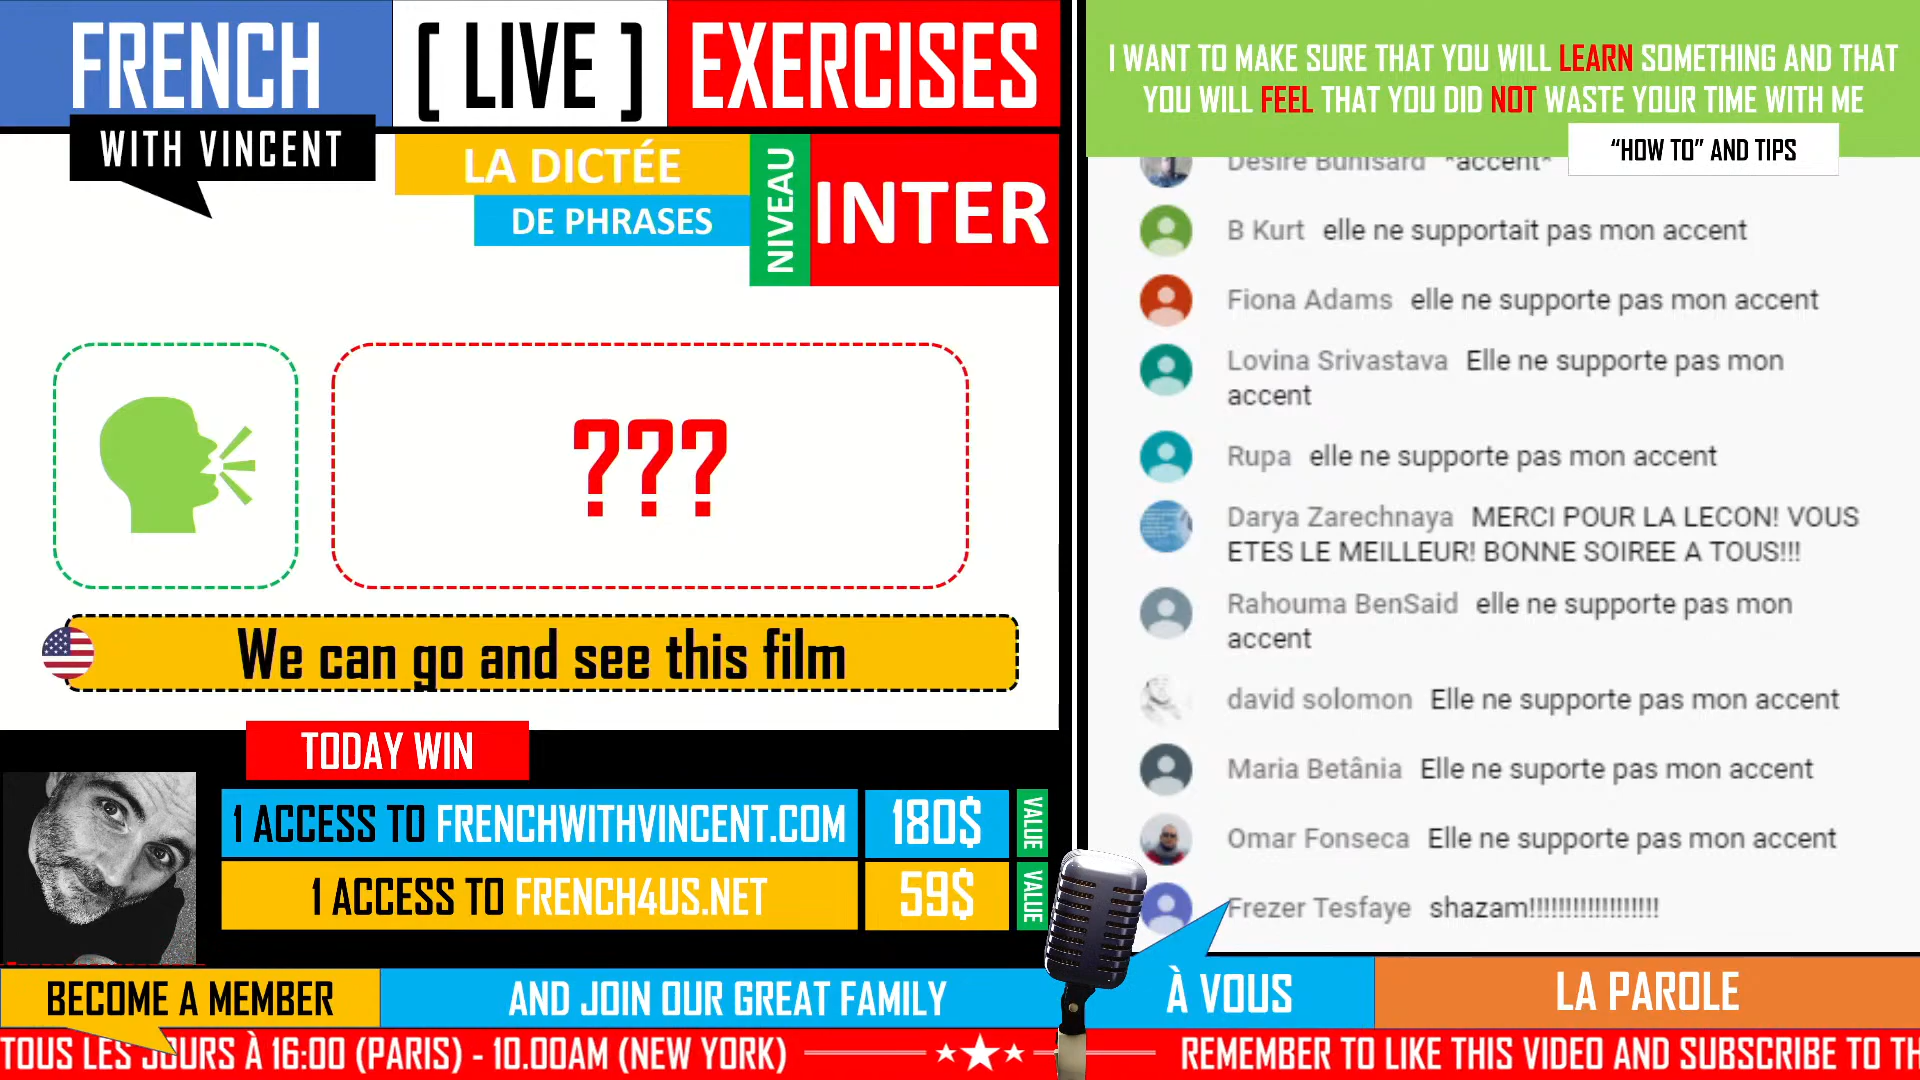 FRENCH
[ LIVE ]
EXERCISES
WITH VINCENT
LA DICTÉE
DE PHRASES
NIVEAU
INTER
???
We can go and see this film
TODAY WIN
1 ACCESS TO FRENCHWITHVINCENT.COM
180$
VALUE
1 ACCESS TO FRENCH4US.NET
59$
VALUE
BECOME A MEMBER
AND JOIN OUR GREAT FAMILY
I WANT TO MAKE SURE THAT YOU WILL LEARN SOMETHING AND THAT
YOU WILL FEEL THAT YOU DID NOT WASTE YOUR TIME WITH ME
“HOW TO” AND TIPS
Desire Bunisard *accent*
B Kurt elle ne supportait pas mon accent
Fiona Adams elle ne supporte pas mon accent
Lovina Srivastava Elle ne supporte pas mon
accent
Rupa elle ne supporte pas mon accent
Darya Zarechnaya MERCI POUR LA LECON! VOUS
ETES LE MEILLEUR! BONNE SOIREE A TOUS!!!
Rahouma BenSaid elle ne supporte pas mon
accent
david solomon Elle ne supporte pas mon accent
Maria Betânia Elle ne suporte pas mon accent
Omar Fonseca Elle ne supporte pas mon accent
Frezer Tesfaye shazam!!!!!!!!!!!!!!!!!!
À VOUS
LA PAROLE
TOUS LES JOURS À 16:00 (PARIS) - 10.00AM (NEW YORK)
REMEMBER TO LIKE THIS VIDEO AND SUBSCRIBE TO TH